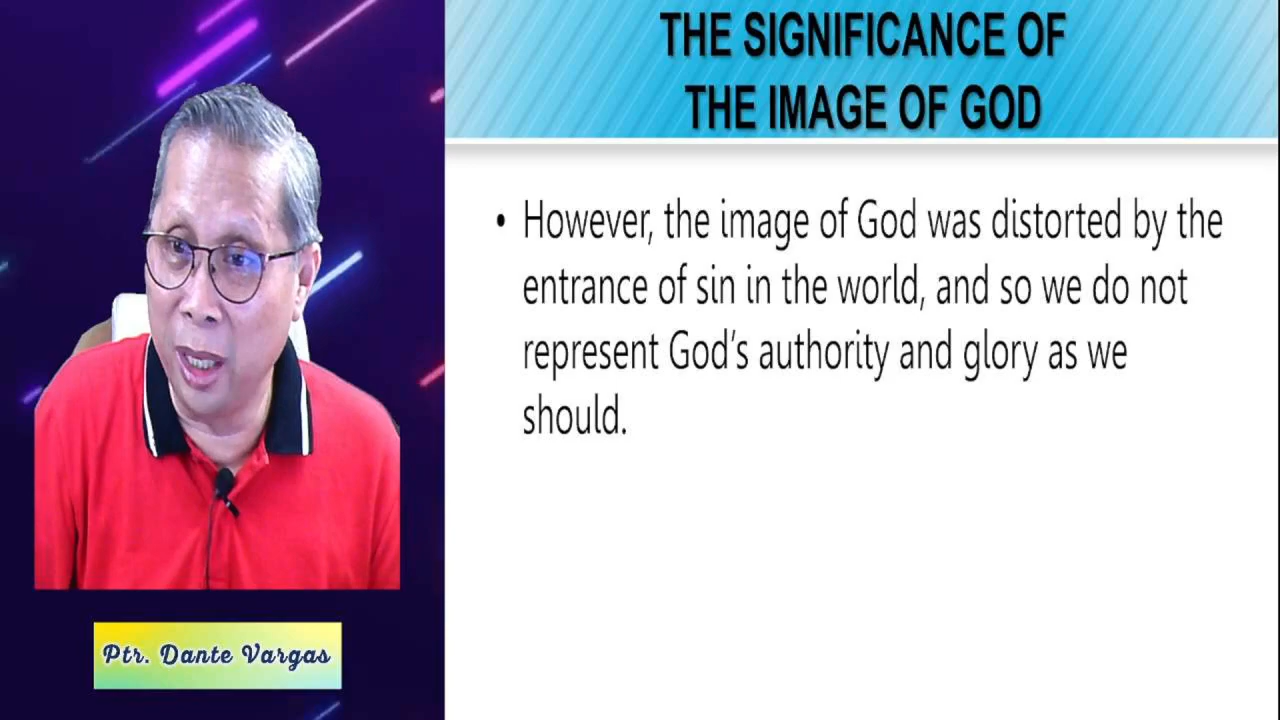 THE SIGNIFICANCE OF
THE IMAGE OF GOD
• However, the image of God was distorted by the
entrance of sin in the world, and so we do not
represent God's authority and glory as we
should.
Ptr. Dante Vargas